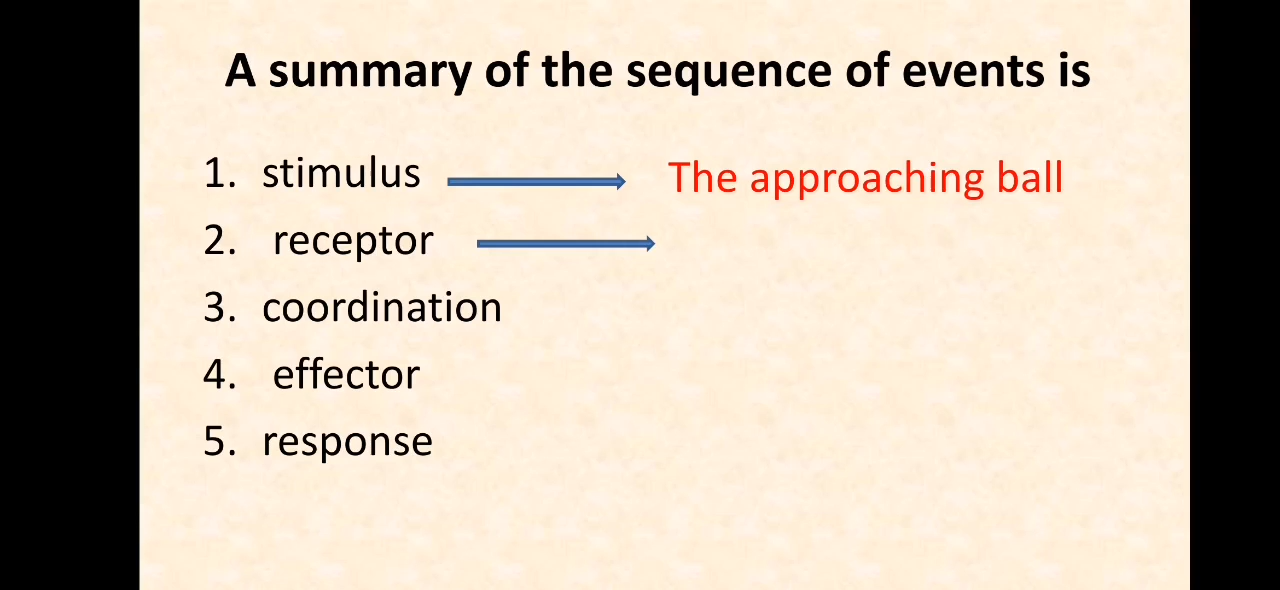 A summary of the sequence of events is
1. stimulus The approaching ball
2. receptor
3. coordination
4. effector
5. response